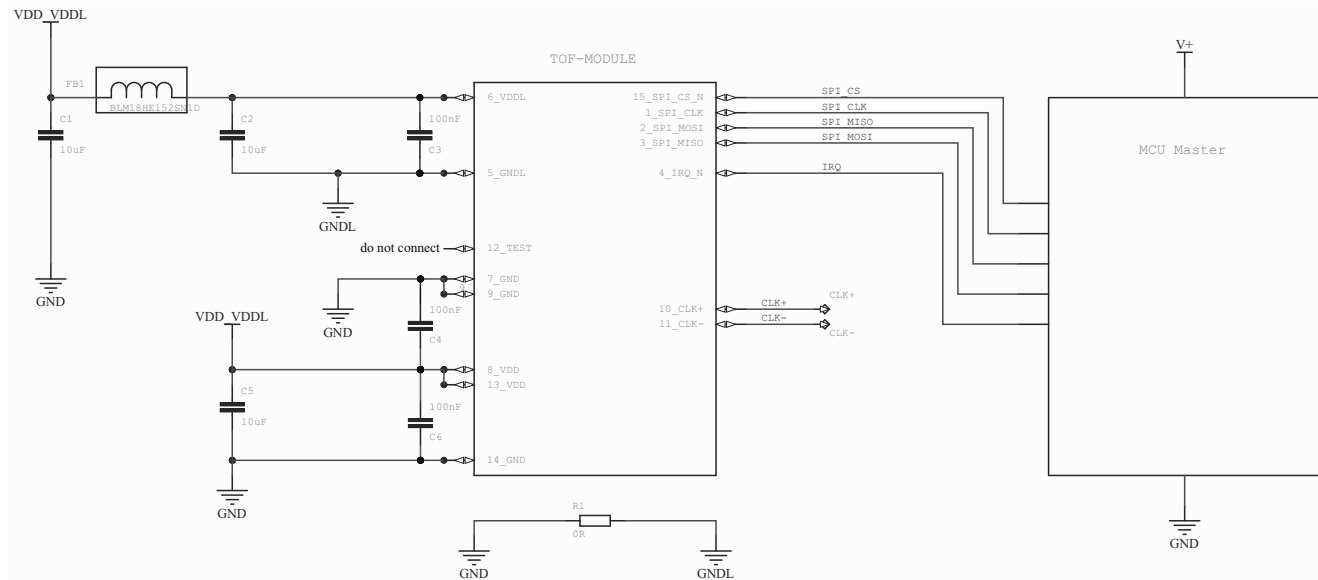 VDD_VDDL
TOF-MODULE
V+
FB1
BLM18HE152SN1D
6_VDDL
15_SPI_CS_N
SPI_CS
C1
C2
100nF
1_SPI_CLK
SPI_CLK
2_SPI_MOSI
SPI_MISO
10uF
10uF
C3
3_SPI_MISO
SPI_MOSI
MCU Master
5_GNDL
4_IRQ_N
IRQ
GNDL
do not connect
12_TEST
GND
7_GND
9_GND
100nF
10_CLK+
CLK+
CLK+
GND
VDD_VDDL
11_CLK-
CLK-
CLK-
C4
8_VDD
13_VDD
C5
100nF
10uF
C6
14_GND
GND
R1
0R
GND
GNDL
GND